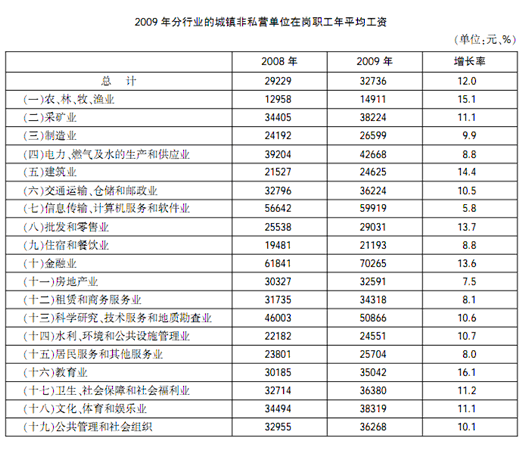 2009年分行业的城镇非私营单位在岗职工年平均工资
(单位:元、%)
2008年 2009年 增长率
总 计 29229 32736 12.0
(一)农、林、牧、渔业 12958 14911 15.1
(二)采矿业 34405 38224 11.1
(三)制造业 24192 26599 9.9
(四)电力、燃气及水的生产和供应业 39204 42668 8.8
(五)建筑业 21527 24625 14.4
(六)交通运输、仓储和邮政业 32796 36224 10.5
(七)信息传输、计算机服务和软件业 56642 59919 5.8
(八)批发和零售业 25538 29031 13.7
(九)住宿和餐饮业 19481 21193 8.8
(十)金融业 61841 70265 13.6
(十一)房地产业 30327 32591 7.5
(十二)租赁和商务服务业 31735 34318 8.1
(十三)科学研究、技术服务和地质勘查业 46003 50866 10.6
(十四)水利、环境和公共设施管理业 22182 24551 10.7
(十五)居民服务和其他服务业 23801 25704 8.0
(十六)教育业 30185 35042 16.1
(十七)卫生、社会保障和社会福利业 32714 36380 11.2
(十八)文化、体育和娱乐业 34494 38319 11.1
(十九)公共管理和社会组织 32955 36268 10.1